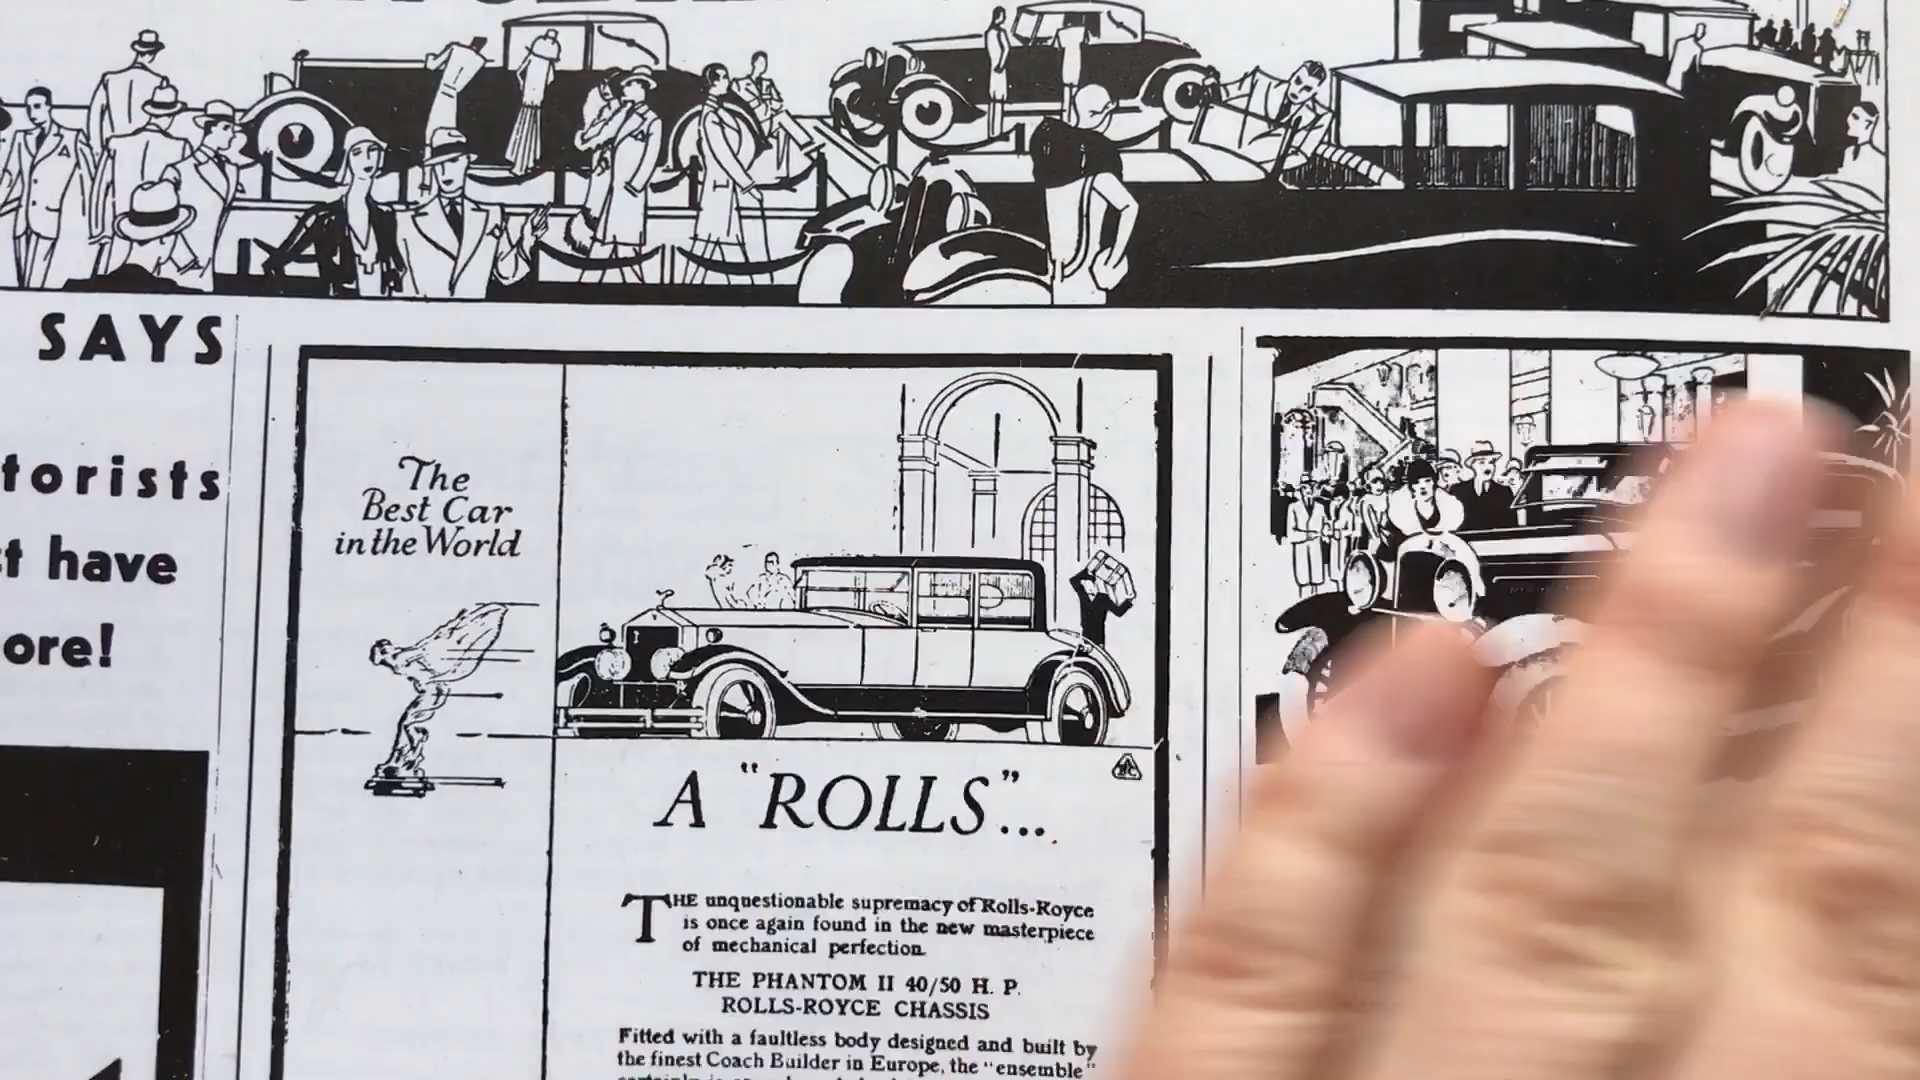 SAYS
torists
have
ore!
The
Best Car
in the World
A "ROLLS"...
THE unquestionable supremacy of Rolls-Royce
is once again found in the new masterpiece
of mechanical perfection.
THE PHANTOM II 40/50 H. P.
ROLLS-ROYCE CHASSIS
Fitted with a faultless body designed and built by
the finest Coach Builder in Europe, the "ensemble"